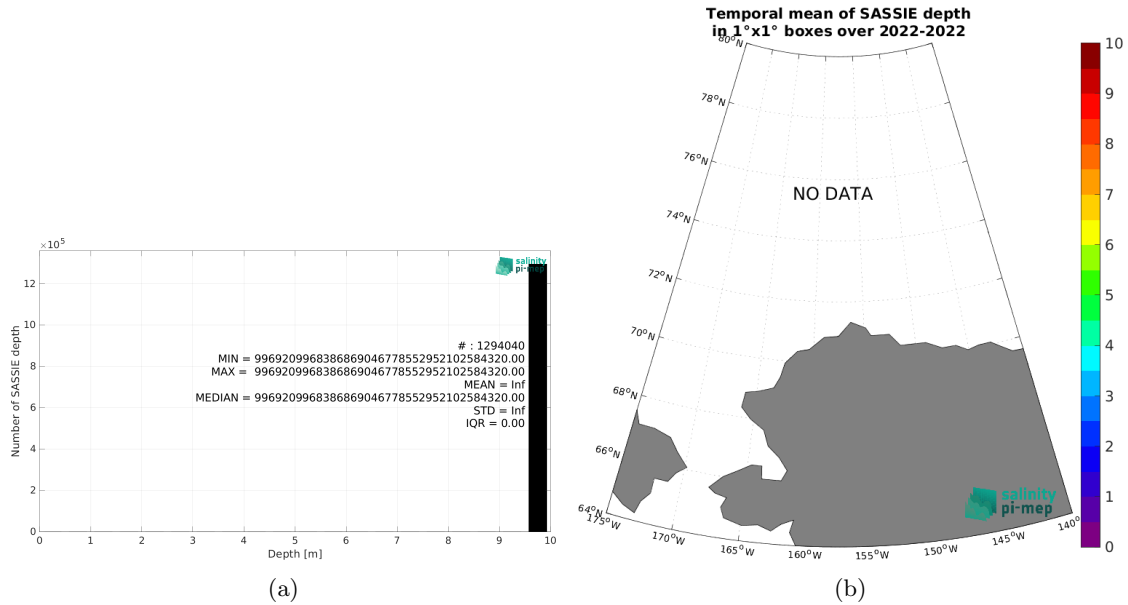 ×10⁵
12
10
8
6
4
2
0
Number of SASSIE depth
salinity
pi-mep
# : 1294040
MIN = 9969209968386869046778552952102584320.00
MAX = 9969209968386869046778552952102584320.00
MEAN = Inf
MEDIAN = 9969209968386869046778552952102584320.00
STD = Inf
IQR = 0.00
0 1 2 3 4 5 6 7 8 9 10
Depth [m]
(a)
Temporal mean of SASSIE depth
in 1°x1° boxes over 2022-2022
80°N
78°N
76°N
74°N
72°N
70°N
68°N
66°N
64°N
NO DATA
175°W
170°W
165°W
160°W
155°W
150°W
145°W
140°
salinity
pi-mep
10
9
8
7
6
5
4
3
2
1
0
(b)